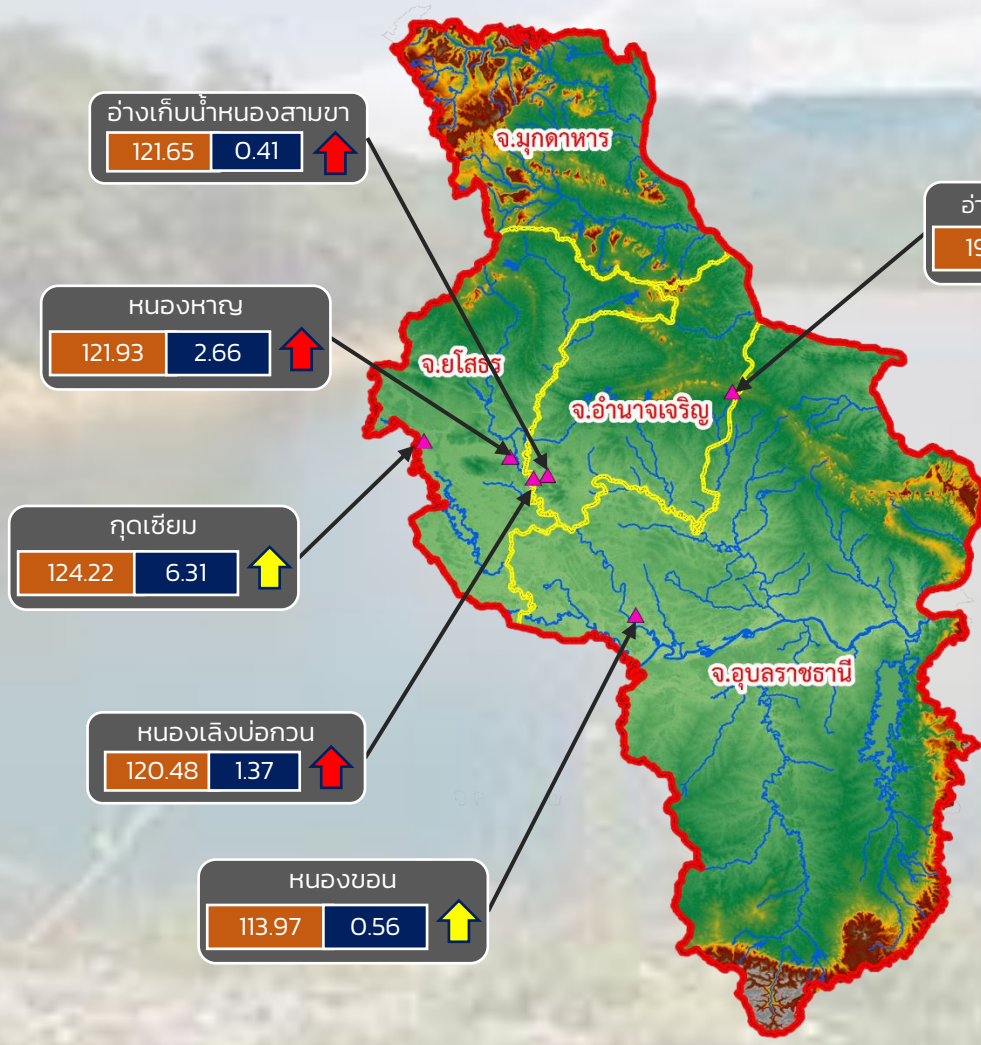 อ่างเก็บน้ำหนองสามขา
121.65 0.41
จ.มุกดาหาร
อ่า
19
หนองหาญ
121.93 2.66
จ.ยโสธร
จ.อำนาจเจริญ
กุดเซียม
124.22 6.31
จ.อุบลราชธานี
หนองเลิงบ่อกวน
120.48 1.37
หนองขอน
113.97 0.56